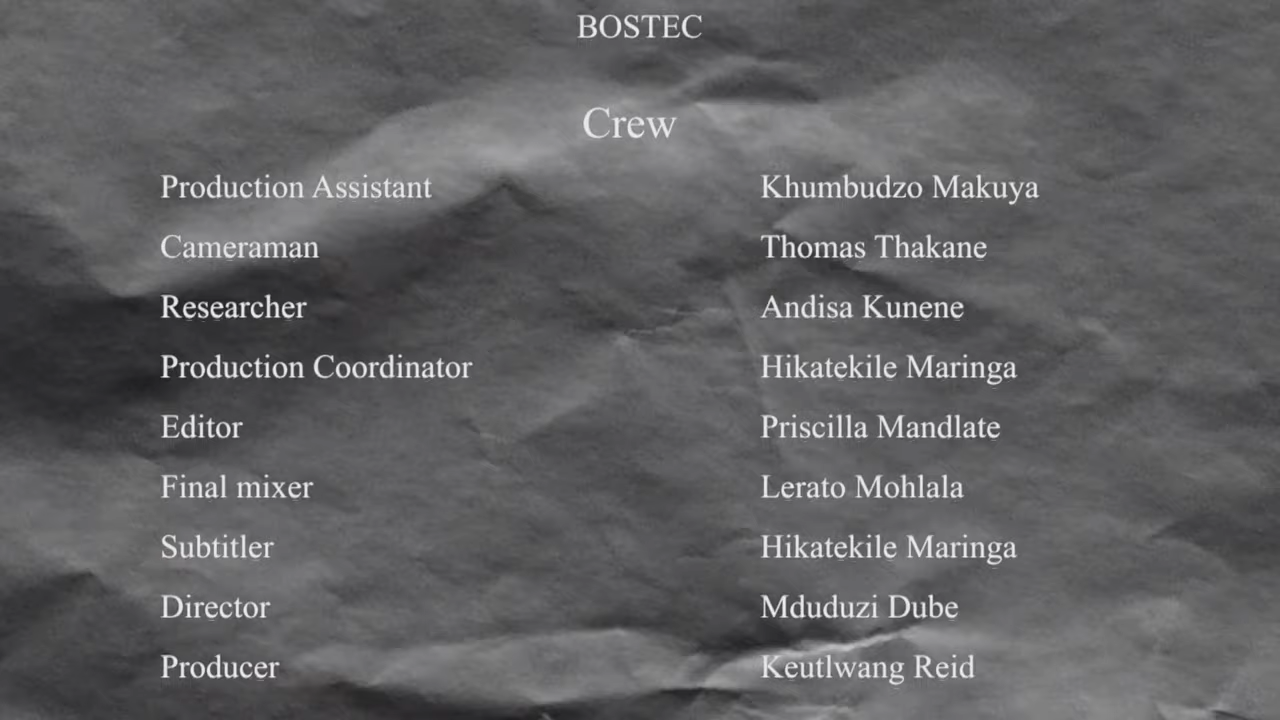 BOSTEC
Crew
Production Assistant Khumbudzo Makuya
Cameraman Thomas Thakane
Researcher Andisa Kunene
Production Coordinator Hikatekile Maringa
Editor Priscilla Mandlate
Final mixer Lerato Mohlala
Subtitler Hikatekile Maringa
Director Mduduzi Dube
Producer Keutlwang Reid